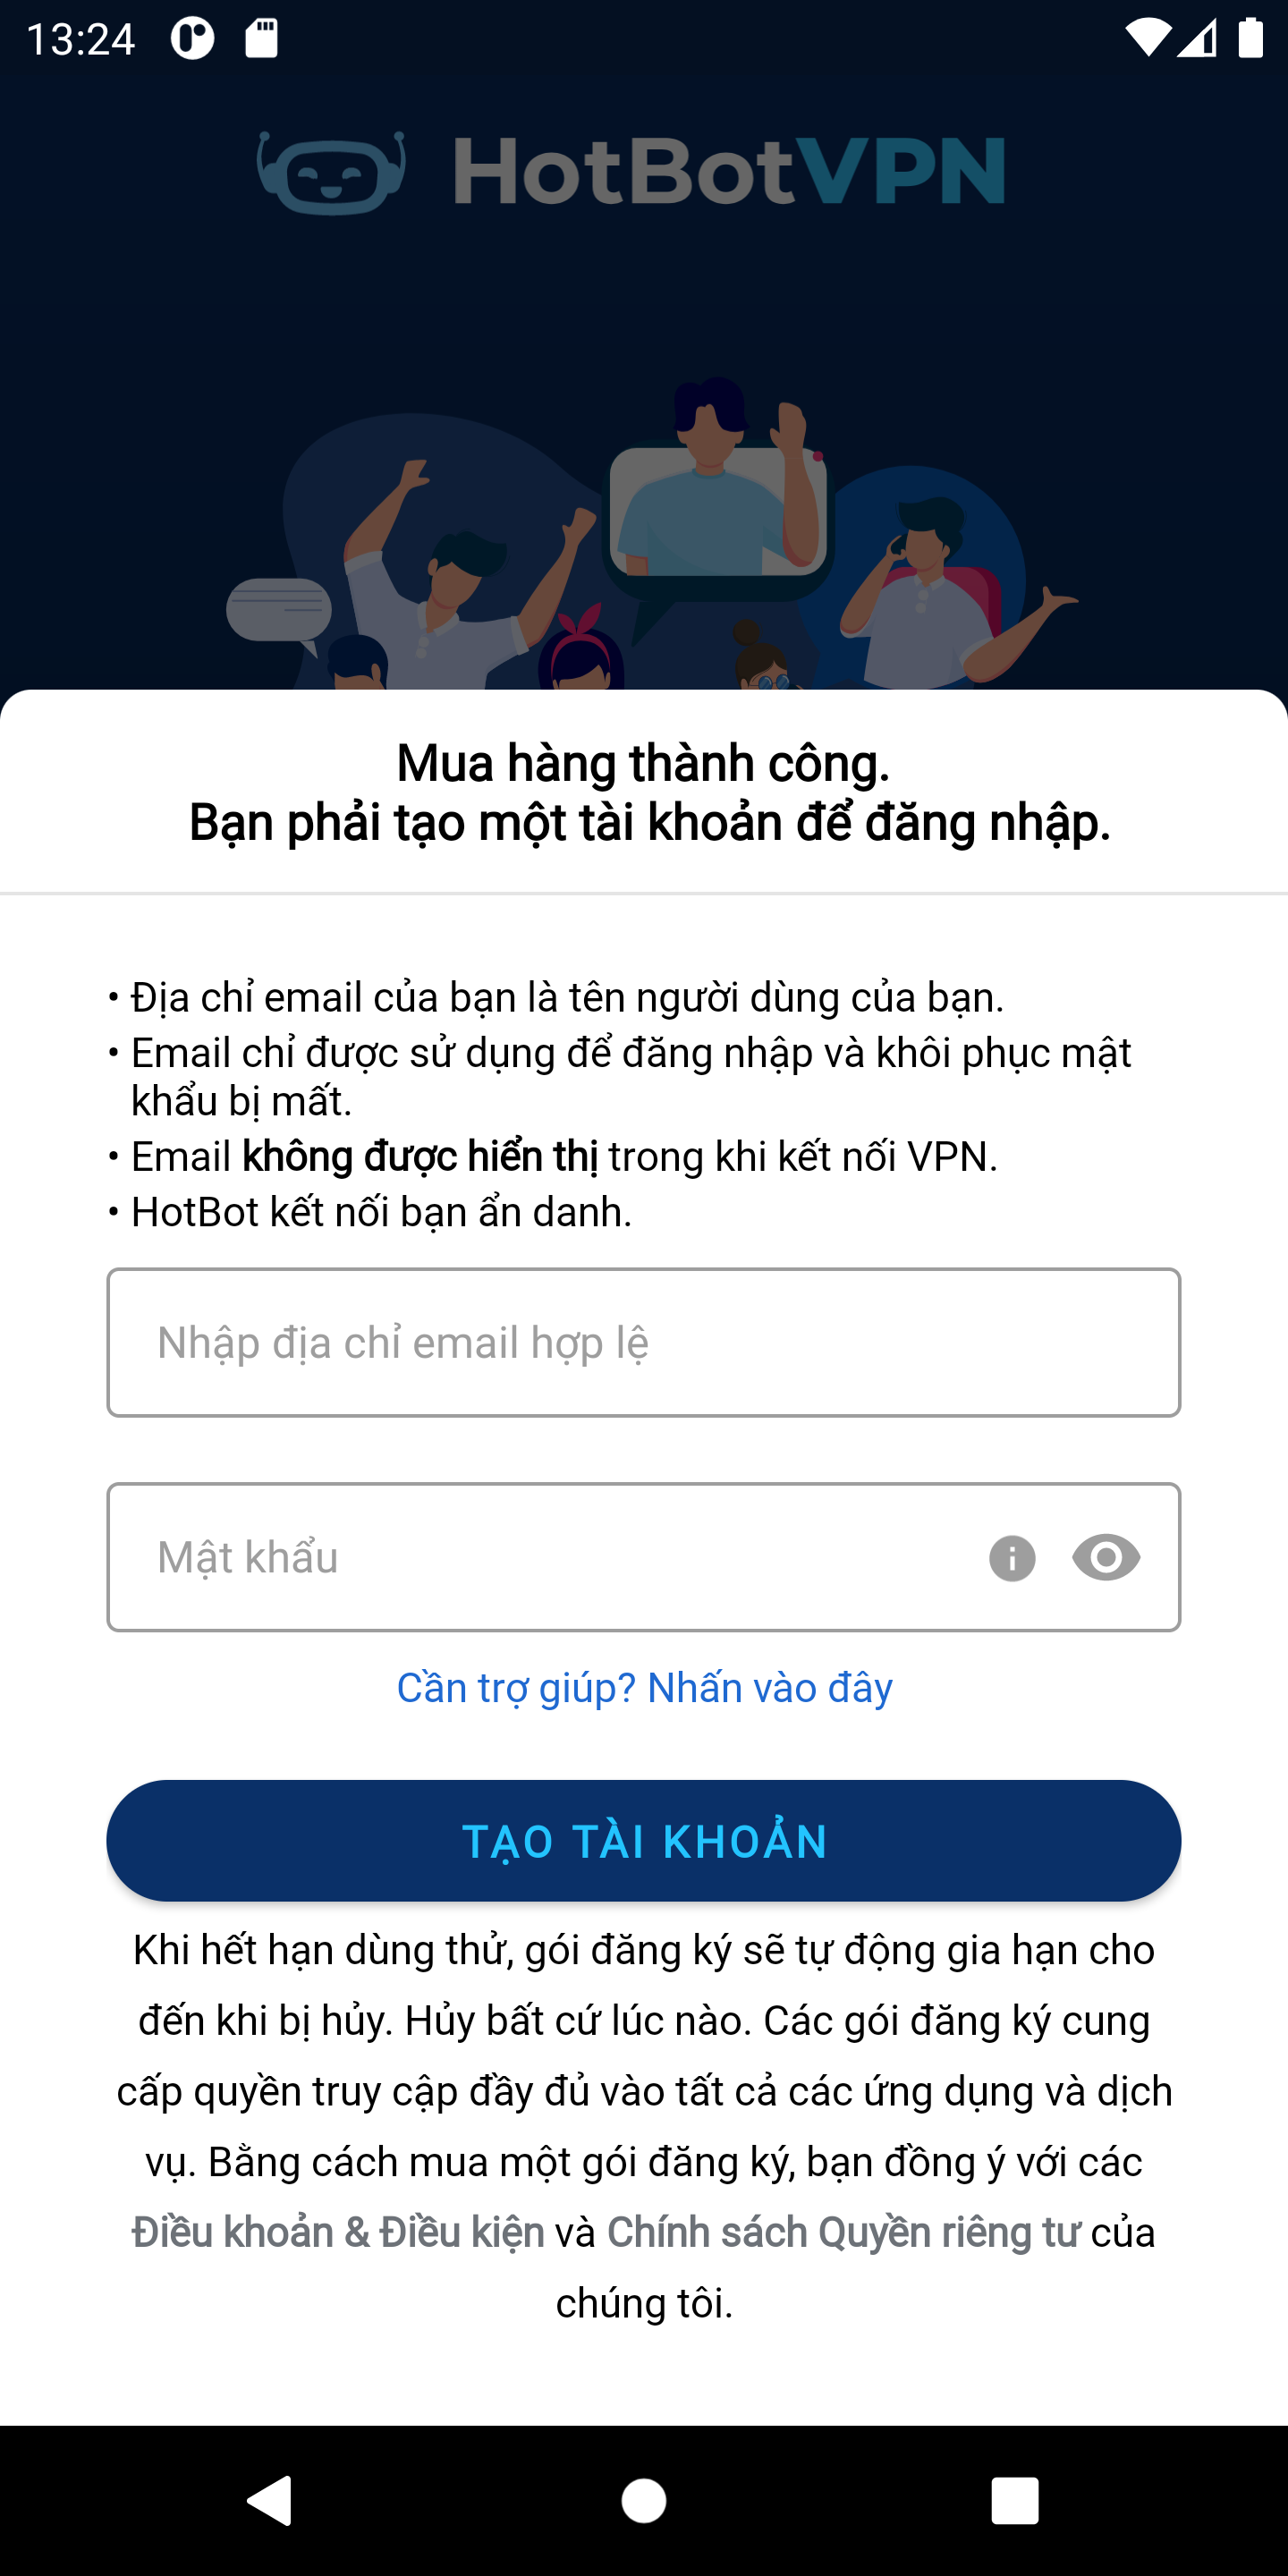 13:24
HotBotVPN
Mua hàng thành công.
Bạn phải tạo một tài khoản để đăng nhập.
• Địa chỉ email của bạn là tên người dùng của bạn.
• Email chỉ được sử dụng để đăng nhập và khôi phục mật
khẩu bị mất.
• Email không được hiển thị trong khi kết nối VPN.
• HotBot kết nối bạn ẩn danh.
Nhập địa chỉ email hợp lệ
Mật khẩu
Cần trợ giúp? Nhấn vào đây
TẠO TÀI KHOẢN
Khi hết hạn dùng thử, gói đăng ký sẽ tự động gia hạn cho
đến khi bị hủy. Hủy bất cứ lúc nào. Các gói đăng ký cung
cấp quyền truy cập đầy đủ vào tất cả các ứng dụng và dịch
vụ. Bằng cách mua một gói đăng ký, bạn đồng ý với các
Điều khoản & Điều kiện và Chính sách Quyền riêng tư của
chúng tôi.